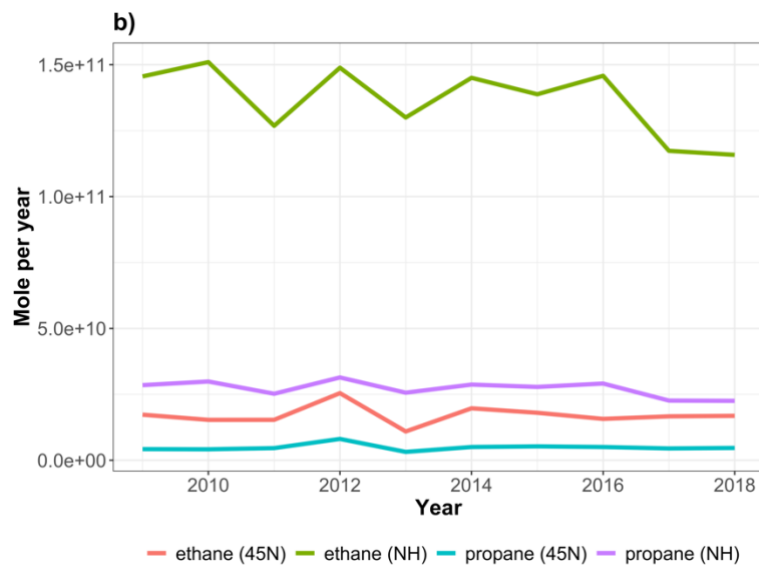 b)
1.5e+11
1.0e+11
5.0e+10
0.0e+00
Mole per year
2010 2012 2014 2016 2018
Year
ethane (45N) ethane (NH) propane (45N) propane (NH)